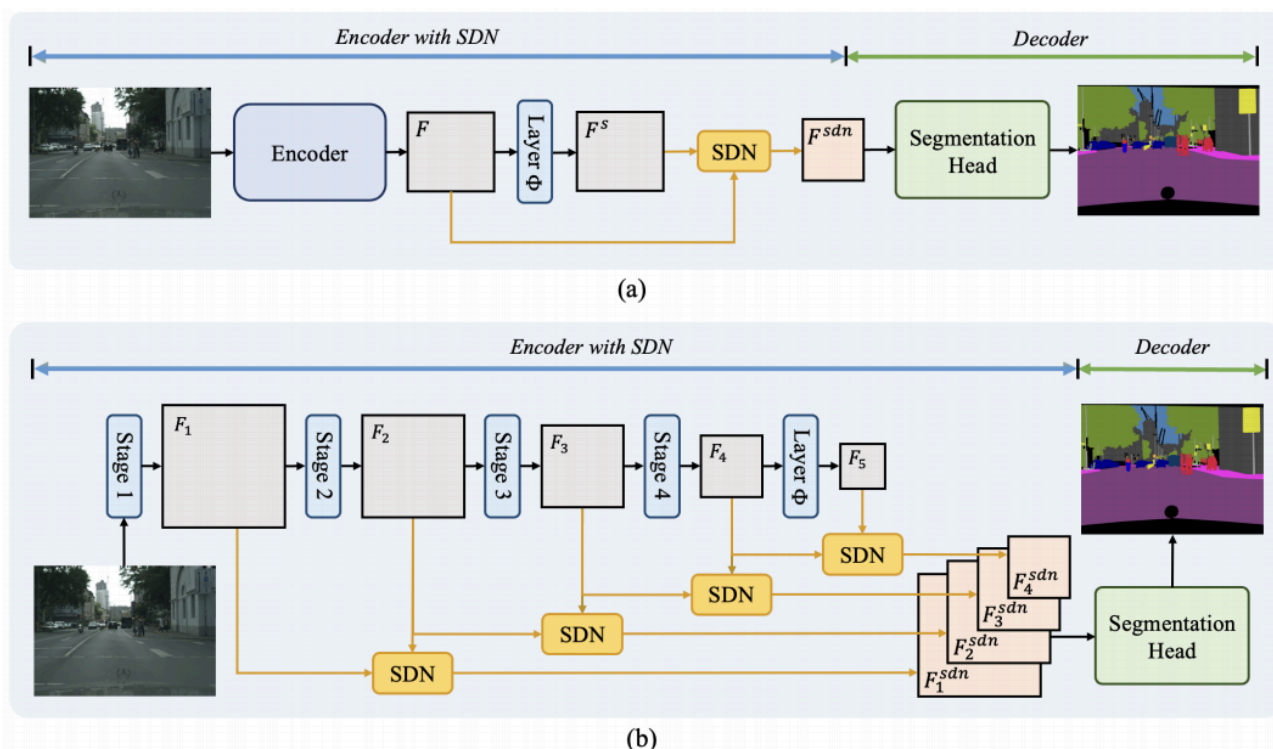 Encoder with SDN
Decoder
Encoder
F
Layer Φ
F^s
SDN
F^{sdn}
Segmentation
Head
(a)
Encoder with SDN
Decoder
Stage 1
F_1
Stage 2
F_2
Stage 3
F_3
Stage 4
F_4
Layer Φ
F_5
SDN
SDN
SDN
SDN
F_4^{sdn}
F_3^{sdn}
F_2^{sdn}
F_1^{sdn}
Segmentation
Head
(b)